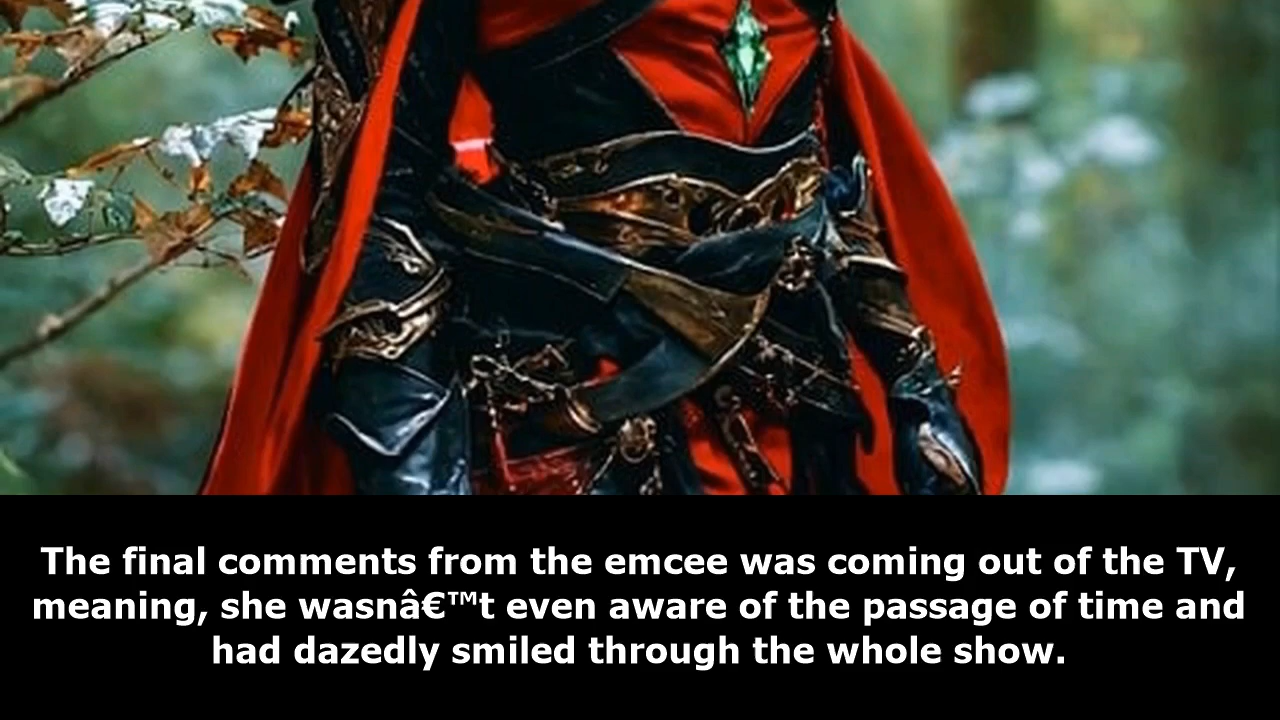 The final comments from the emcee was coming out of the TV,
meaning, she wasnâ€™t even aware of the passage of time and
had dazedly smiled through the whole show.